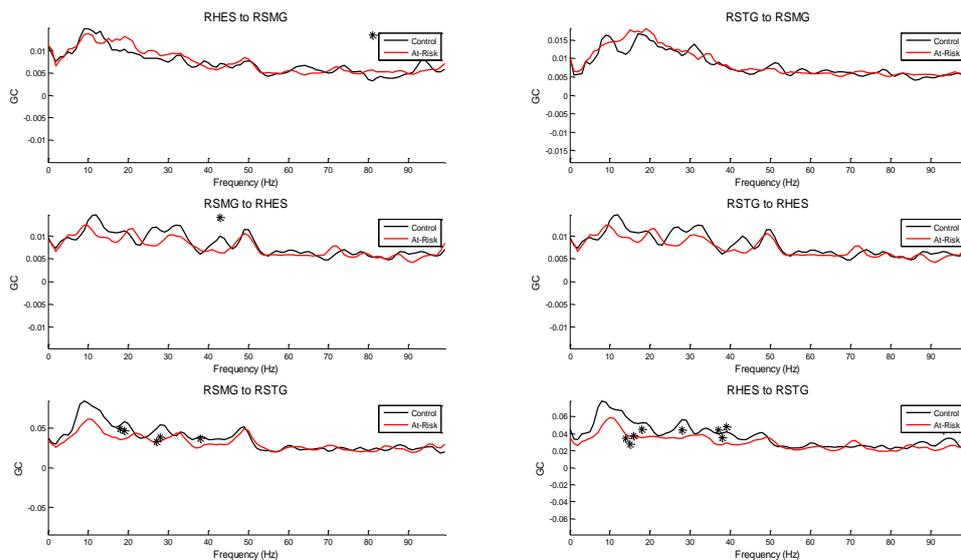 RHES to RSMG
Control
At-Risk
0.01
0.005
0
-0.005
-0.01
GC
0 10 20 30 40 50 60 70 80 90
Frequency (Hz)
RSTG to RSMG
Control
At-Risk
0.015
0.01
0.005
0
0.005
0.01
0.015
GC
0 10 20 30 40 50 60 70 80 90
Frequency (Hz)
RSMG to RHES
Control
At-Risk
0.01
0.005
0
-0.005
-0.01
GC
0 10 20 30 40 50 60 70 80 90
Frequency (Hz)
RSTG to RHES
Control
At-Risk
0.01
0.005
0
-0.005
-0.01
GC
0 10 20 30 40 50 60 70 80 90
Frequency (Hz)
RSMG to RSTG
Control
At-Risk
0.05
0
-0.05
GC
0 10 20 30 40 50 60 70 80 90
Frequency (Hz)
RHES to RSTG
Control
At-Risk
0.06
0.04
0.02
0
0.02
0.04
0.06
GC
0 10 20 30 40 50 60 70 80 90
Frequency (Hz)